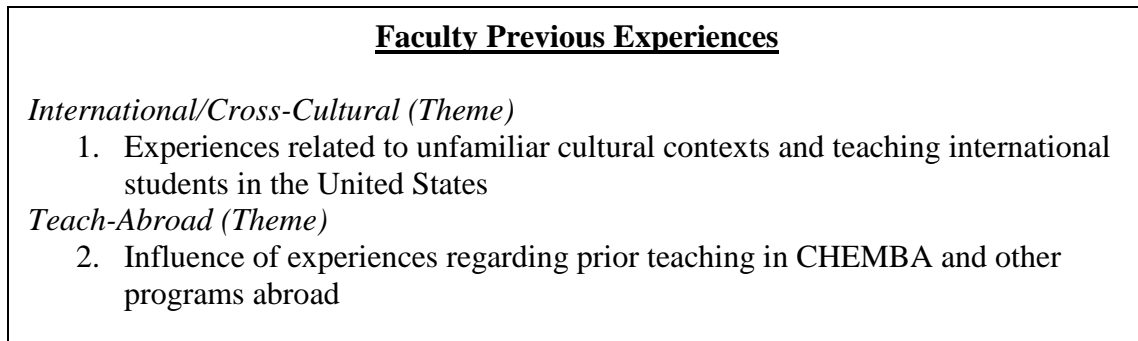 Faculty Previous Experiences
International/Cross-Cultural (Theme)
1. Experiences related to unfamiliar cultural contexts and teaching international
students in the United States
Teach-Abroad (Theme)
2. Influence of experiences regarding prior teaching in CHEMBA and other
programs abroad